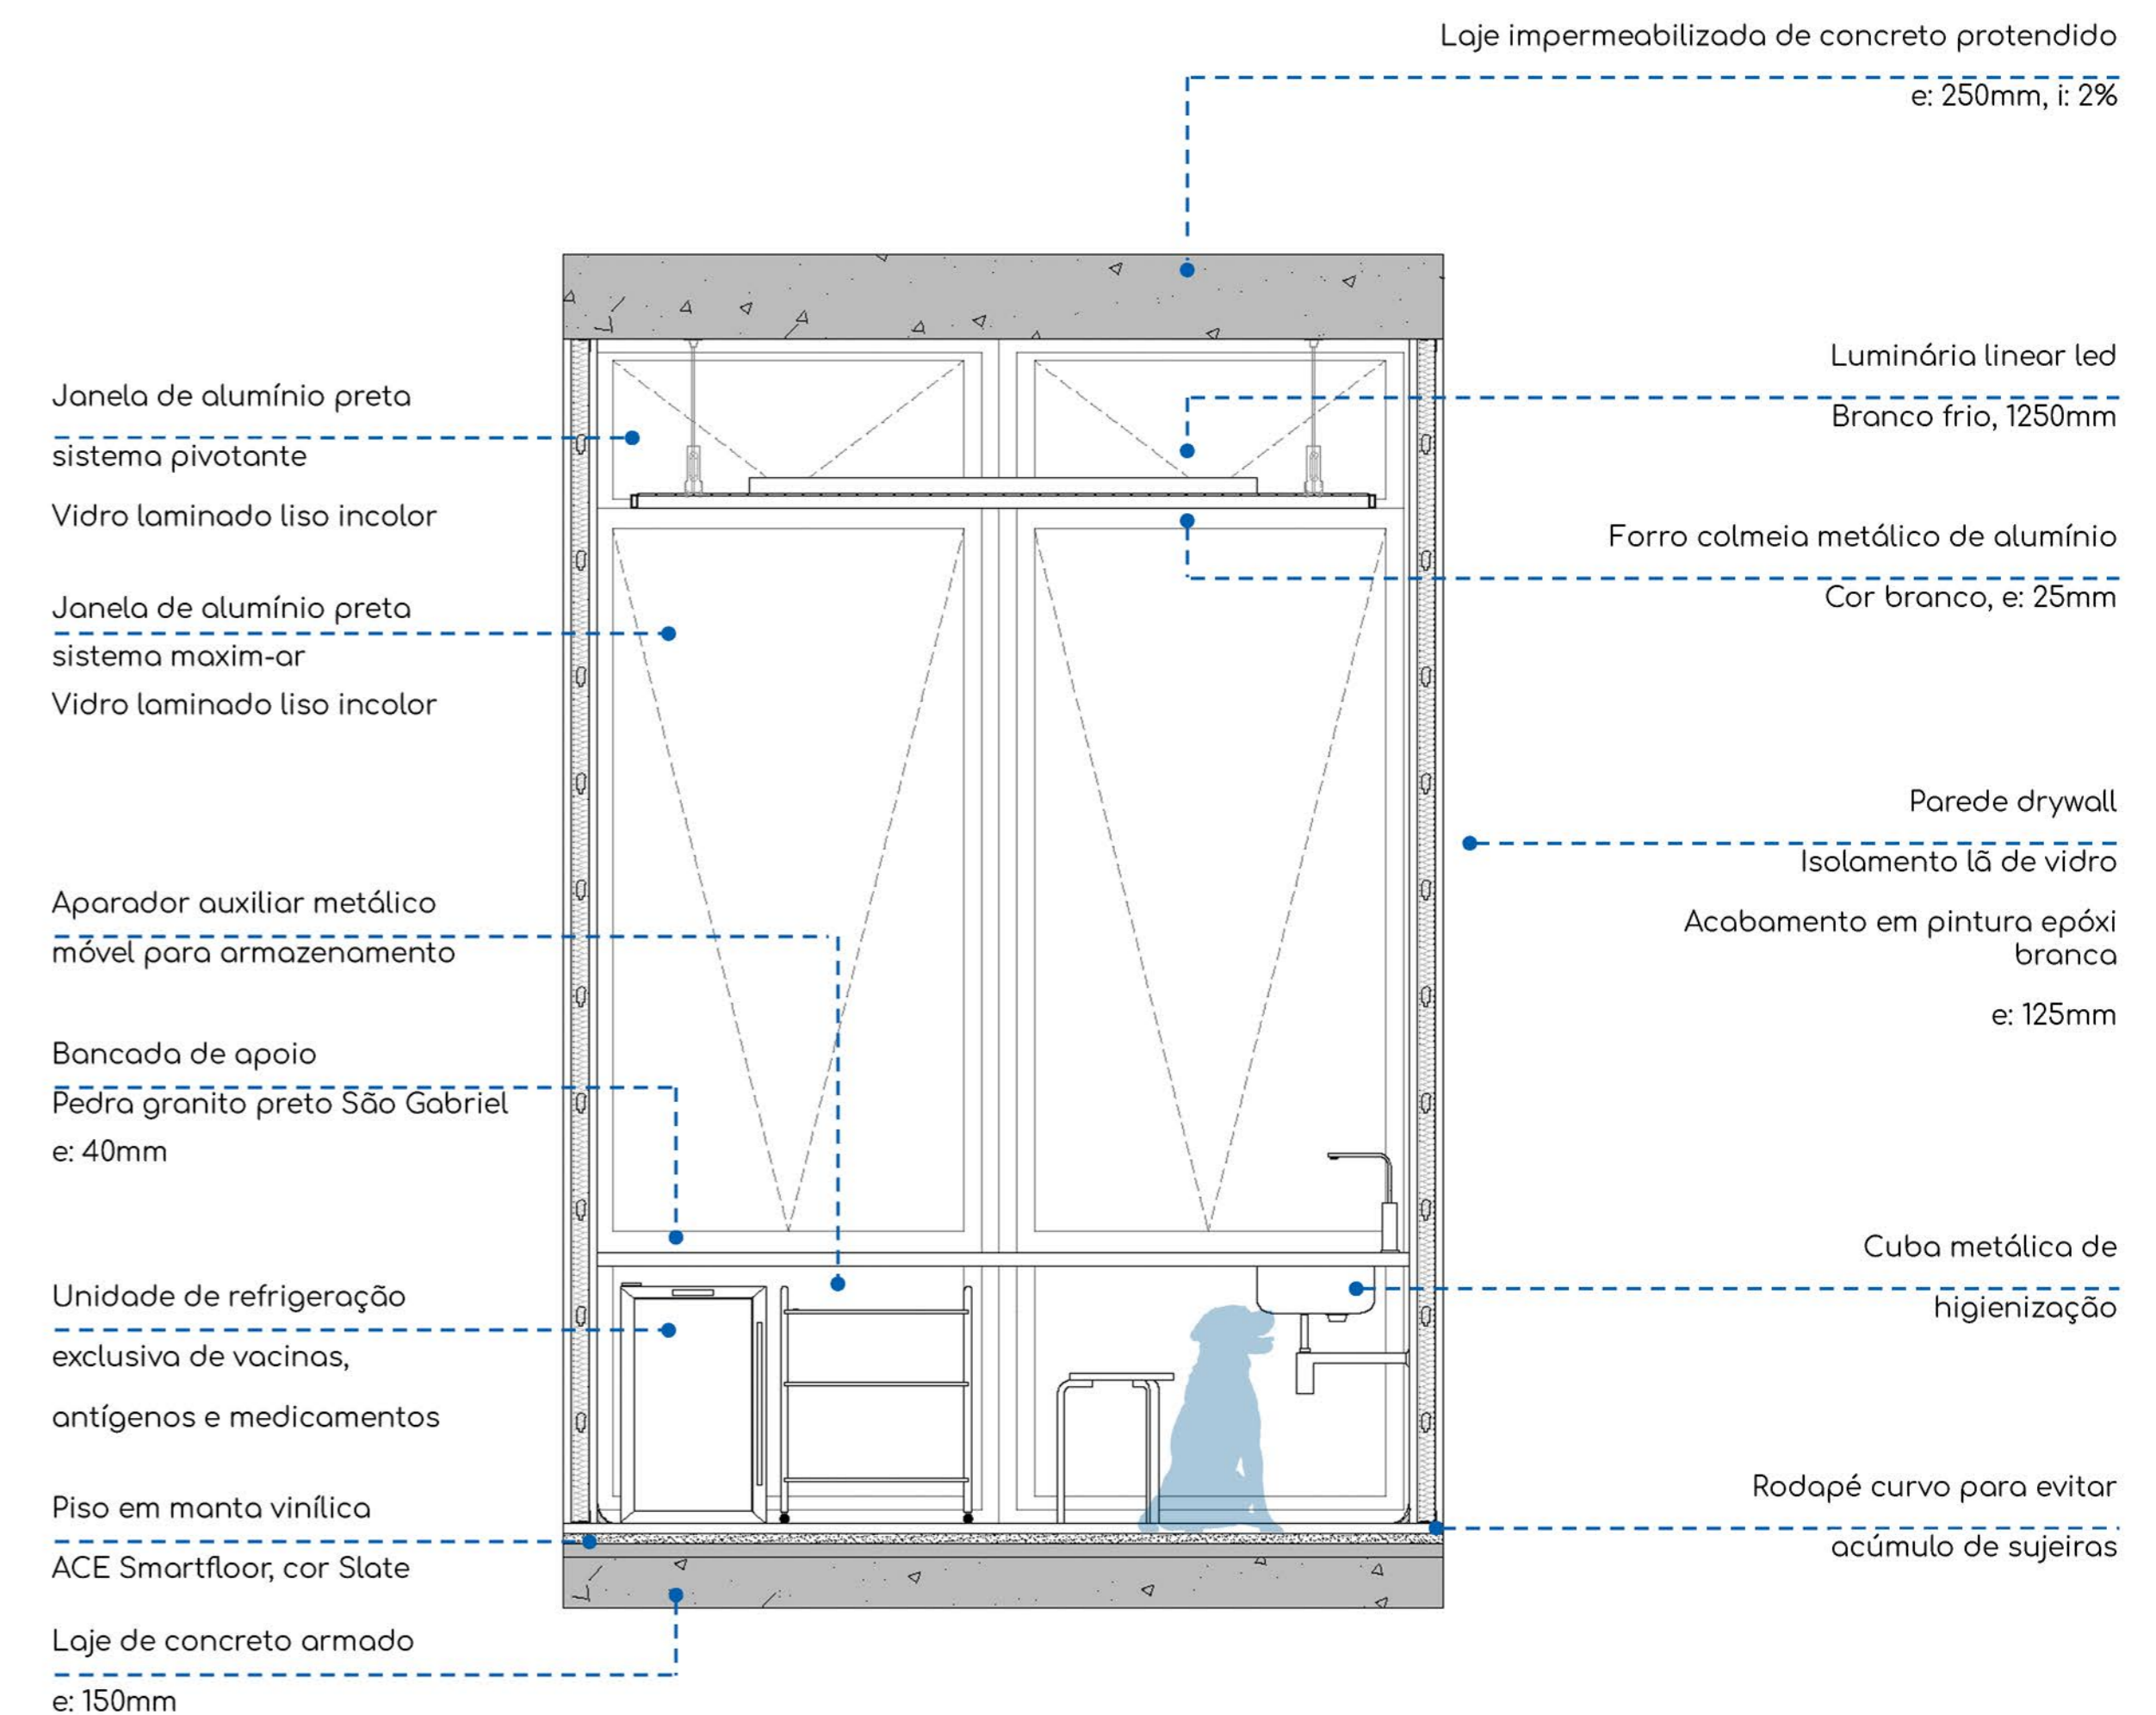 Laje impermeabilizada de concreto protendido
e: 250mm, i: 2%
Janela de alumínio preta
sistema pivotante
Vidro laminado liso incolor
Janela de alumínio preta
sistema maxim-ar
Vidro laminado liso incolor
Aparador auxiliar metálico
móvel para armazenamento
Bancada de apoio
Pedra granito preto São Gabriel
e: 40mm
Unidade de refrigeração
exclusiva de vacinas,
antígenos e medicamentos
Piso em manta vinílica
ACE Smartfloor, cor Slate
Laje de concreto armado
e: 150mm
Luminária linear led
Branco frio, 1250mm
Forro colmeia metálico de alumínio
Cor branco, e: 25mm
Parede drywall
Isolamento lã de vidro
Acabamento em pintura epóxi
branca
e: 125mm
Cuba metálica de
higienização
Rodapé curvo para evitar
acúmulo de sujeiras